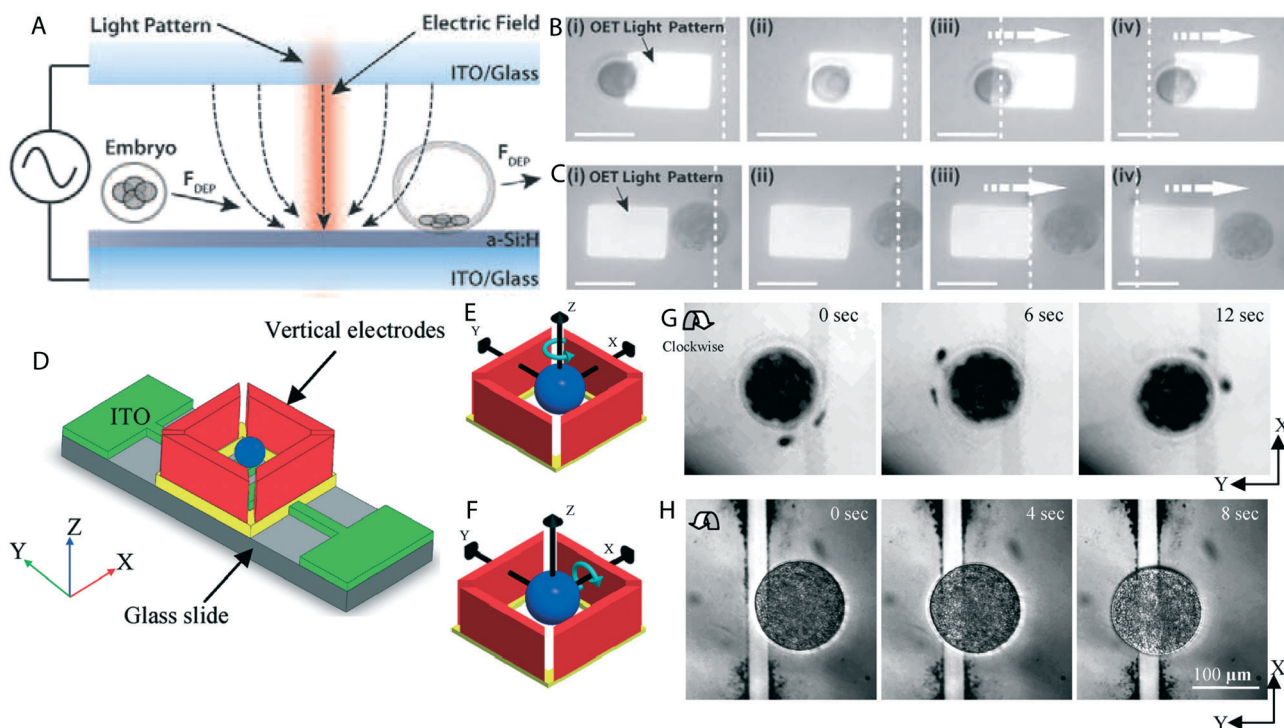 A
Light Pattern
Electric Field
ITO/Glass
Embryo
F_DEP
F_DEP
a-Si:H
ITO/Glass
B
(i) OET Light Pattern
(ii)
(iii)
(iv)
C
(i) OET Light Pattern
(ii)
(iii)
(iv)
D
Vertical electrodes
ITO
Z
Y
X
Glass slide
E
Z
Y
X
F
Z
Y
X
G
Clockwise
0 sec
6 sec
12 sec
X
Y
H
0 sec
4 sec
8 sec
100 µm
X
Y